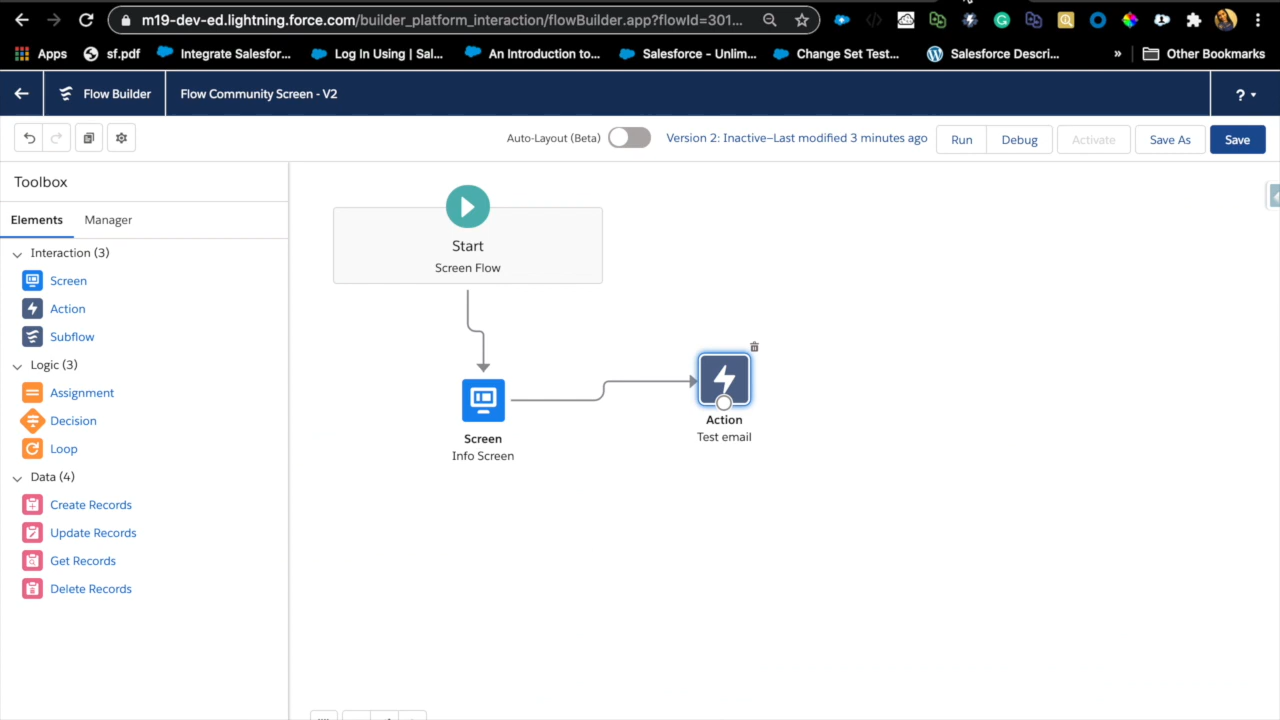 m19-dev-ed.lightning.force.com/builder_platform_interaction/flowBuilder.app?flowId=301...
Apps sf.pdf Integrate Salesfor... Log In Using | Sal... An Introduction to... Salesforce – Unlim... Change Set Test... Salesforce Descri... » Other Bookmarks
Flow Builder Flow Community Screen - V2 ?
Auto-Layout (Beta) Version 2: Inactive—Last modified 3 minutes ago Run Debug Activate Save As Save
Toolbox
Elements Manager
Interaction (3)
Screen
Action
Subflow
Logic (3)
Assignment
Decision
Loop
Data (4)
Create Records
Update Records
Get Records
Delete Records
Start
Screen Flow
Screen
Info Screen
Action
Test email